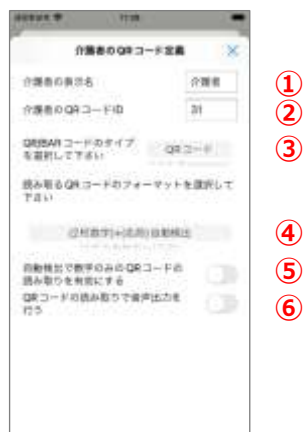 介護者のQRコード定義
介護者の表示名 介護者 ①
介護者のQRコードID ②
コードのタイプ
を選択して下さい QRコード ③
読み取るQRコードのフォーマットを選択して
下さい
自動検出 ④
自動検出で数字のみのQRコードの ⑤
読み取りを有効にする
QRコードの読み取りで音声出力を ⑥
行う